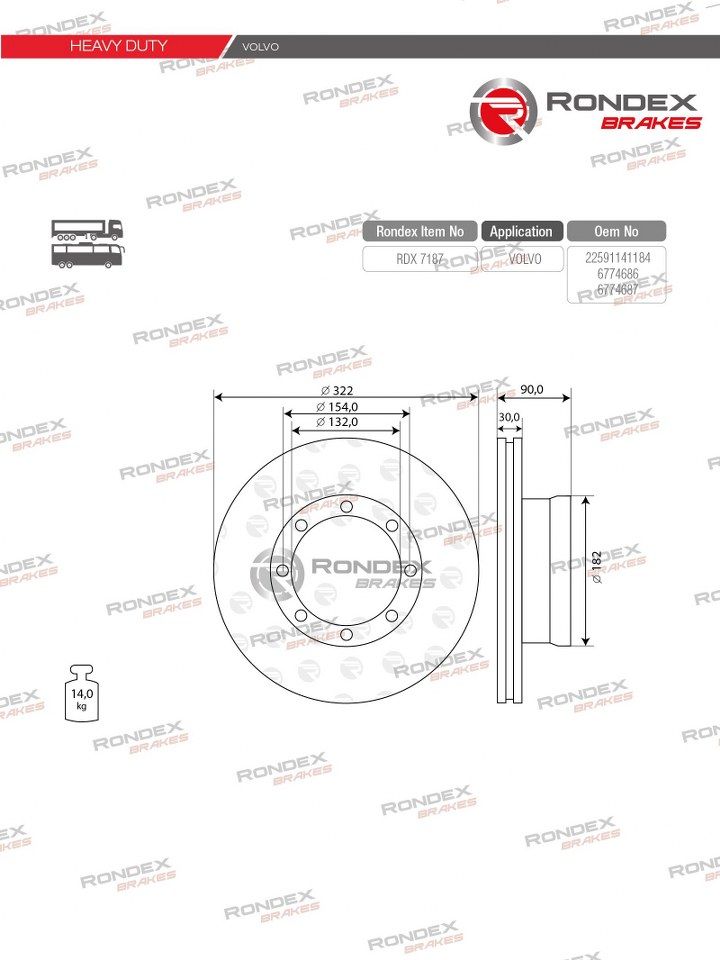 HEAVY DUTY
VOLVO
RONDEX
BRAKES
Rondex Item No
Application
Oem No
RDX 7187
VOLVO
22591141184
6774686
6774687
Ø 322
Ø 154,0
Ø 132,0
90,0
30,0
Ø 182
RONDEX
BRAKES
14,0
kg